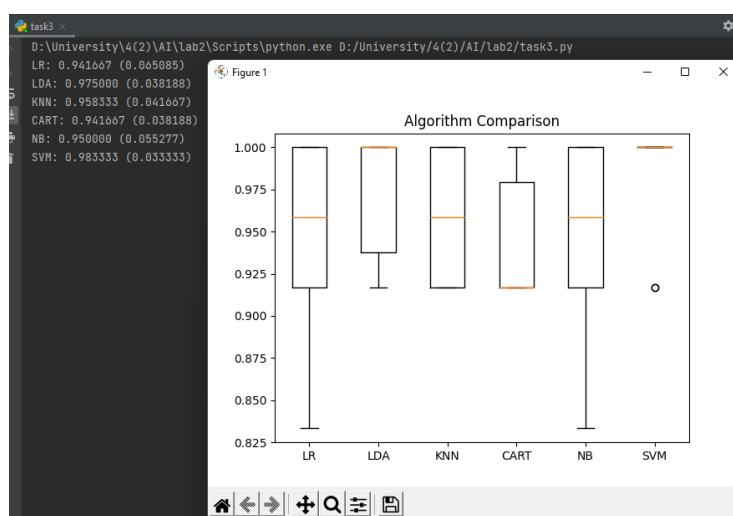 task3
D:\University\4(2)\AI\lab2\Scripts\python.exe D:/University/4(2)/AI/lab2/task3.py
LR: 0.941667 (0.065085)
LDA: 0.975000 (0.038188)
KNN: 0.958333 (0.041667)
CART: 0.941667 (0.038188)
NB: 0.950000 (0.055277)
SVM: 0.983333 (0.033333)
Figure 1
Algorithm Comparison
1.000
0.975
0.950
0.925
0.900
0.875
0.850
0.825
LR LDA KNN CART NB SVM